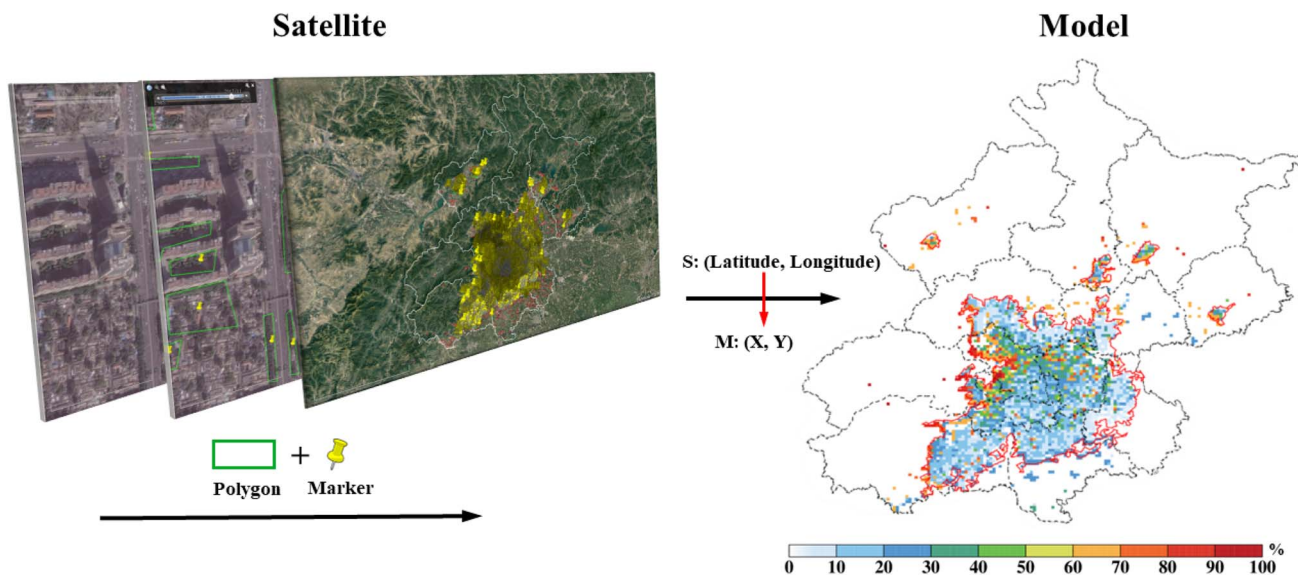 Satellite
Model
S: (Latitude, Longitude)
M: (X, Y)
+
Polygon Marker
%
0 10 20 30 40 50 60 70 80 90 100